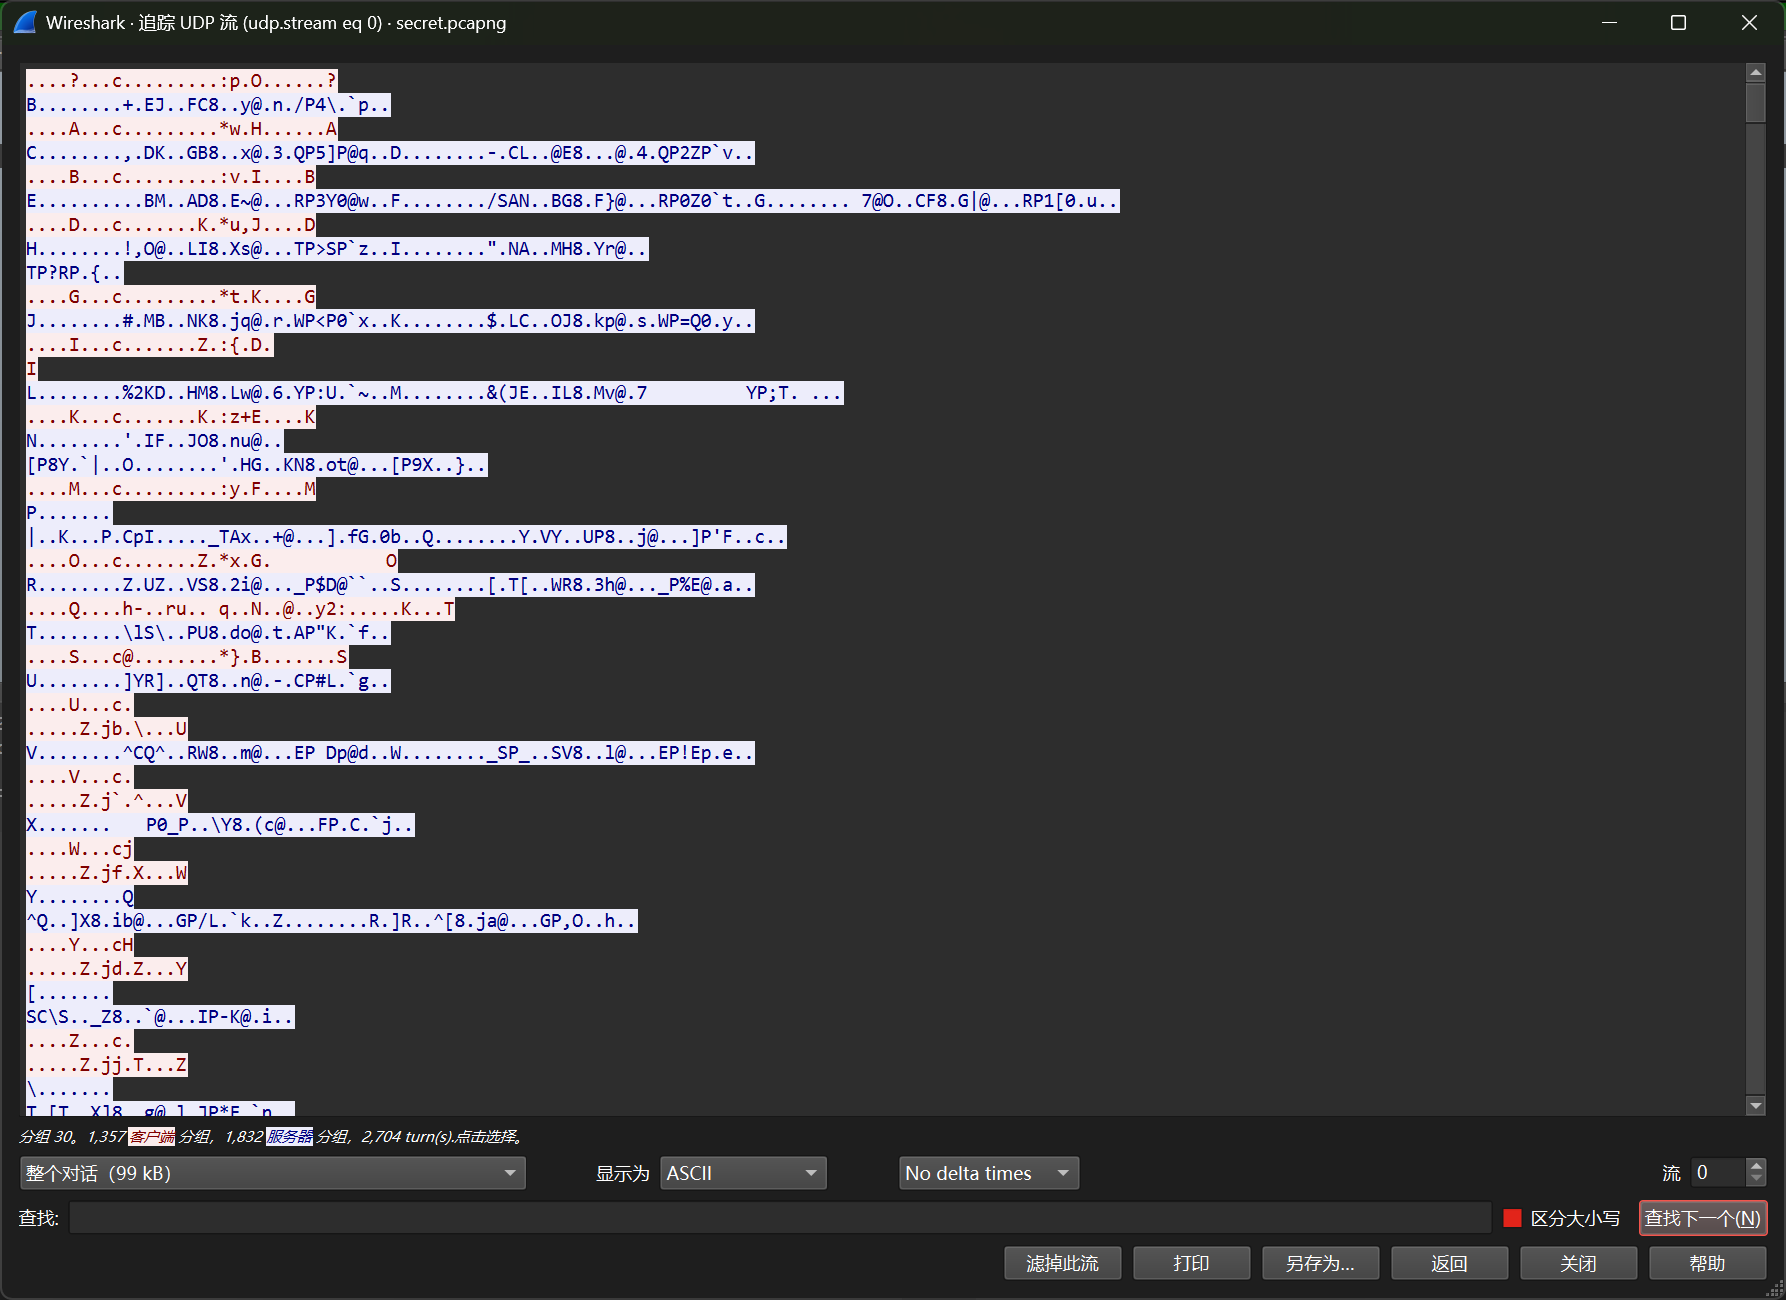 Wireshark · 追踪 UDP 流 (udp.stream eq 0) · secret.pcapng
....?...c.........:p.O......?
B........+.EJ..FC8..y@.n./P4\.`p..
....A...c.........*w.H......A
C........,.DK..GB8..x@.3.QP5]P@q..D........-.CL..@E8...@.4.QP2ZP`v..
....B...c.........:v.I....B
E..........BM..AD8.E~@...RP3Y0@w..F......../SAN..BG8.F}@...RP0Z0`t..G........ 7@O..CF8.G|@...RP1[0.u..
....D...c.......K.*u,J....D
H........!,O@..LI8.Xs@...TP>SP`z..I........".NA..MH8.Yr@..
TP?RP.{..
....G...c.........*t.K....G
J........#.MB..NK8.jq@.r.WP<P0`x..K........$.LC..OJ8.kp@.s.WP=Q0.y..
....I...c.......Z.:{.D.
I
L........%2KD..HM8.Lw@.6.YP:U.`~..M........&(JE..IL8.Mv@.7         YP;T. ...
....K...c.......K.:z+E....K
N........'.IF..JO8.nu@..
[P8Y.`|..O........'.HG..KN8.ot@...[P9X..}..
....M...c.........:y.F....M
P.......
|..K...P.CpI....._TAx..+@...].fG.0b..Q........Y.VY..UP8..j@...]P'F..c..
....O...c.......Z.*x.G.           O
R........Z.UZ..VS8.2i@..._P$D@``..S........[.T[..WR8.3h@..._P%E@.a..
....Q....h-..ru.. q..N..@..y2:.....K...T
T........\lS\..PU8.do@.t.AP"K.`f..
....S...c@........*}.B.......S
U........]YR]..QT8..n@.-.CP#L.`g..
....U...c.
.....Z.jb.\...U
V........^CQ^..RW8..m@...EP Dp@d..W........_SP_..SV8..l@...EP!Ep.e..
....V...c.
.....Z.j`.^...V
X.......   P0_P..\Y8.(c@...FP.C.`j..
....W...cj
.....Z.jf.X...W
Y........Q
^Q..]X8.ib@...GP/L.`k..Z........R.]R..^[8.ja@...GP,O..h..
....Y...cH
.....Z.jd.Z...Y
[.......
SC\S.._Z8..`@...IP-K@.i..
....Z...c.
.....Z.jj.T...Z
\.......
T.[T..X]8..g@.l.JP*F.`n..
分组 30。1,357 客户端 分组，1,832 服务器 分组，2,704 turn(s).点击选择。
整个对话（99 kB） 显示为 ASCII No delta times 流 0
查找: 区分大小写 查找下一个(N)
滤掉此流 打印 另存为... 返回 关闭 帮助